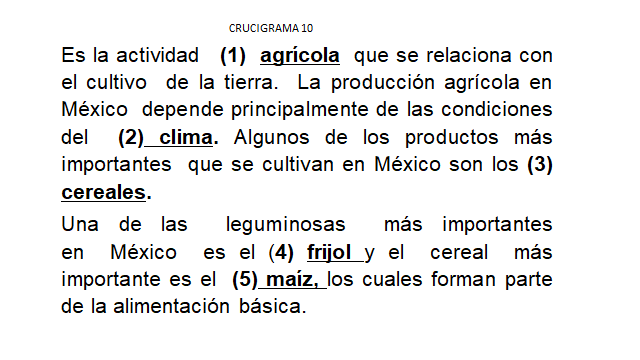 CRUCIGRAMA 10
Es la actividad (1) agrícola que se relaciona con
el cultivo de la tierra. La producción agrícola en
México depende principalmente de las condiciones
del (2) clima. Algunos de los productos más
importantes que se cultivan en México son los (3)
cereales.
Una de las leguminosas más importantes
en México es el (4) frijol y el cereal más
importante es el (5) maíz, los cuales forman parte
de la alimentación básica.